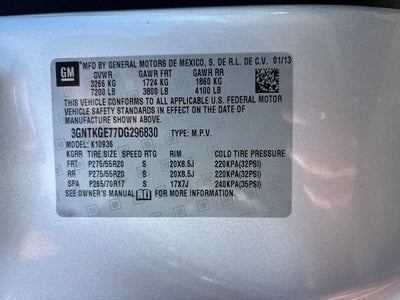 GM
MFD BY GENERAL MOTORS DE MEXICO, S. DE R.L. DE C.V. 01/13
GVWR GAWR FRT GAWR RR
3266 KG 1724 KG 1860 KG
7200 LB 3800 LB 4100 LB
THIS VEHICLE CONFORMS TO ALL APPLICABLE U.S. FEDERAL MOTOR
VEHICLE SAFETY STANDARDS IN EFFECT ON THE DATE OF
MANUFACTURE SHOWN ABOVE.
3GNTKGE77DG296830 TYPE: M.P.V.
MODEL: K10936
KGRR TIRE SIZE SPEED RTG RIM COLD TIRE PRESSURE
FRT P275/55R20 S 20X8.5J 220KPA(32PSI)
RR P275/55R20 S 20X8.5J 220KPA(32PSI)
SPA P265/70R17 S 17X7J 240KPA(35PSI)
SEE OWNER'S MANUAL FOR MORE INFORMATION.